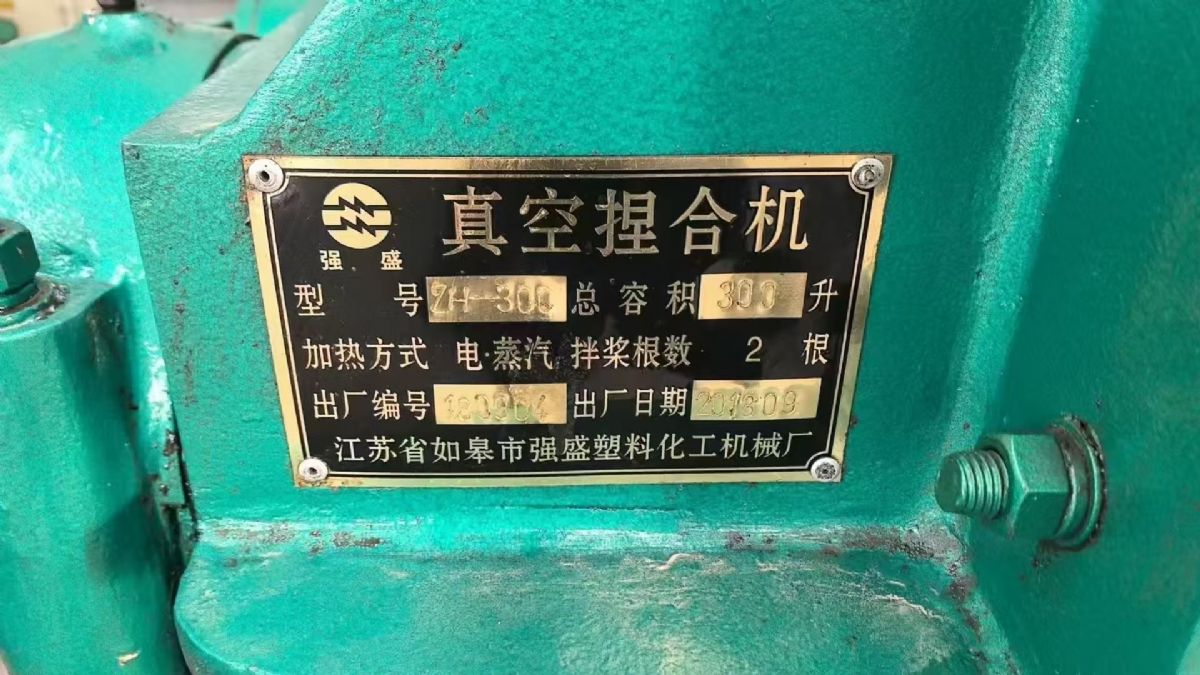 强盛
真空捏合机
型号 ZH-300 总容积 300 升
加热方式 电·蒸汽 拌桨根数 2 根
出厂编号 出厂日期 201809
江苏省如皋市强盛塑料化工机械厂